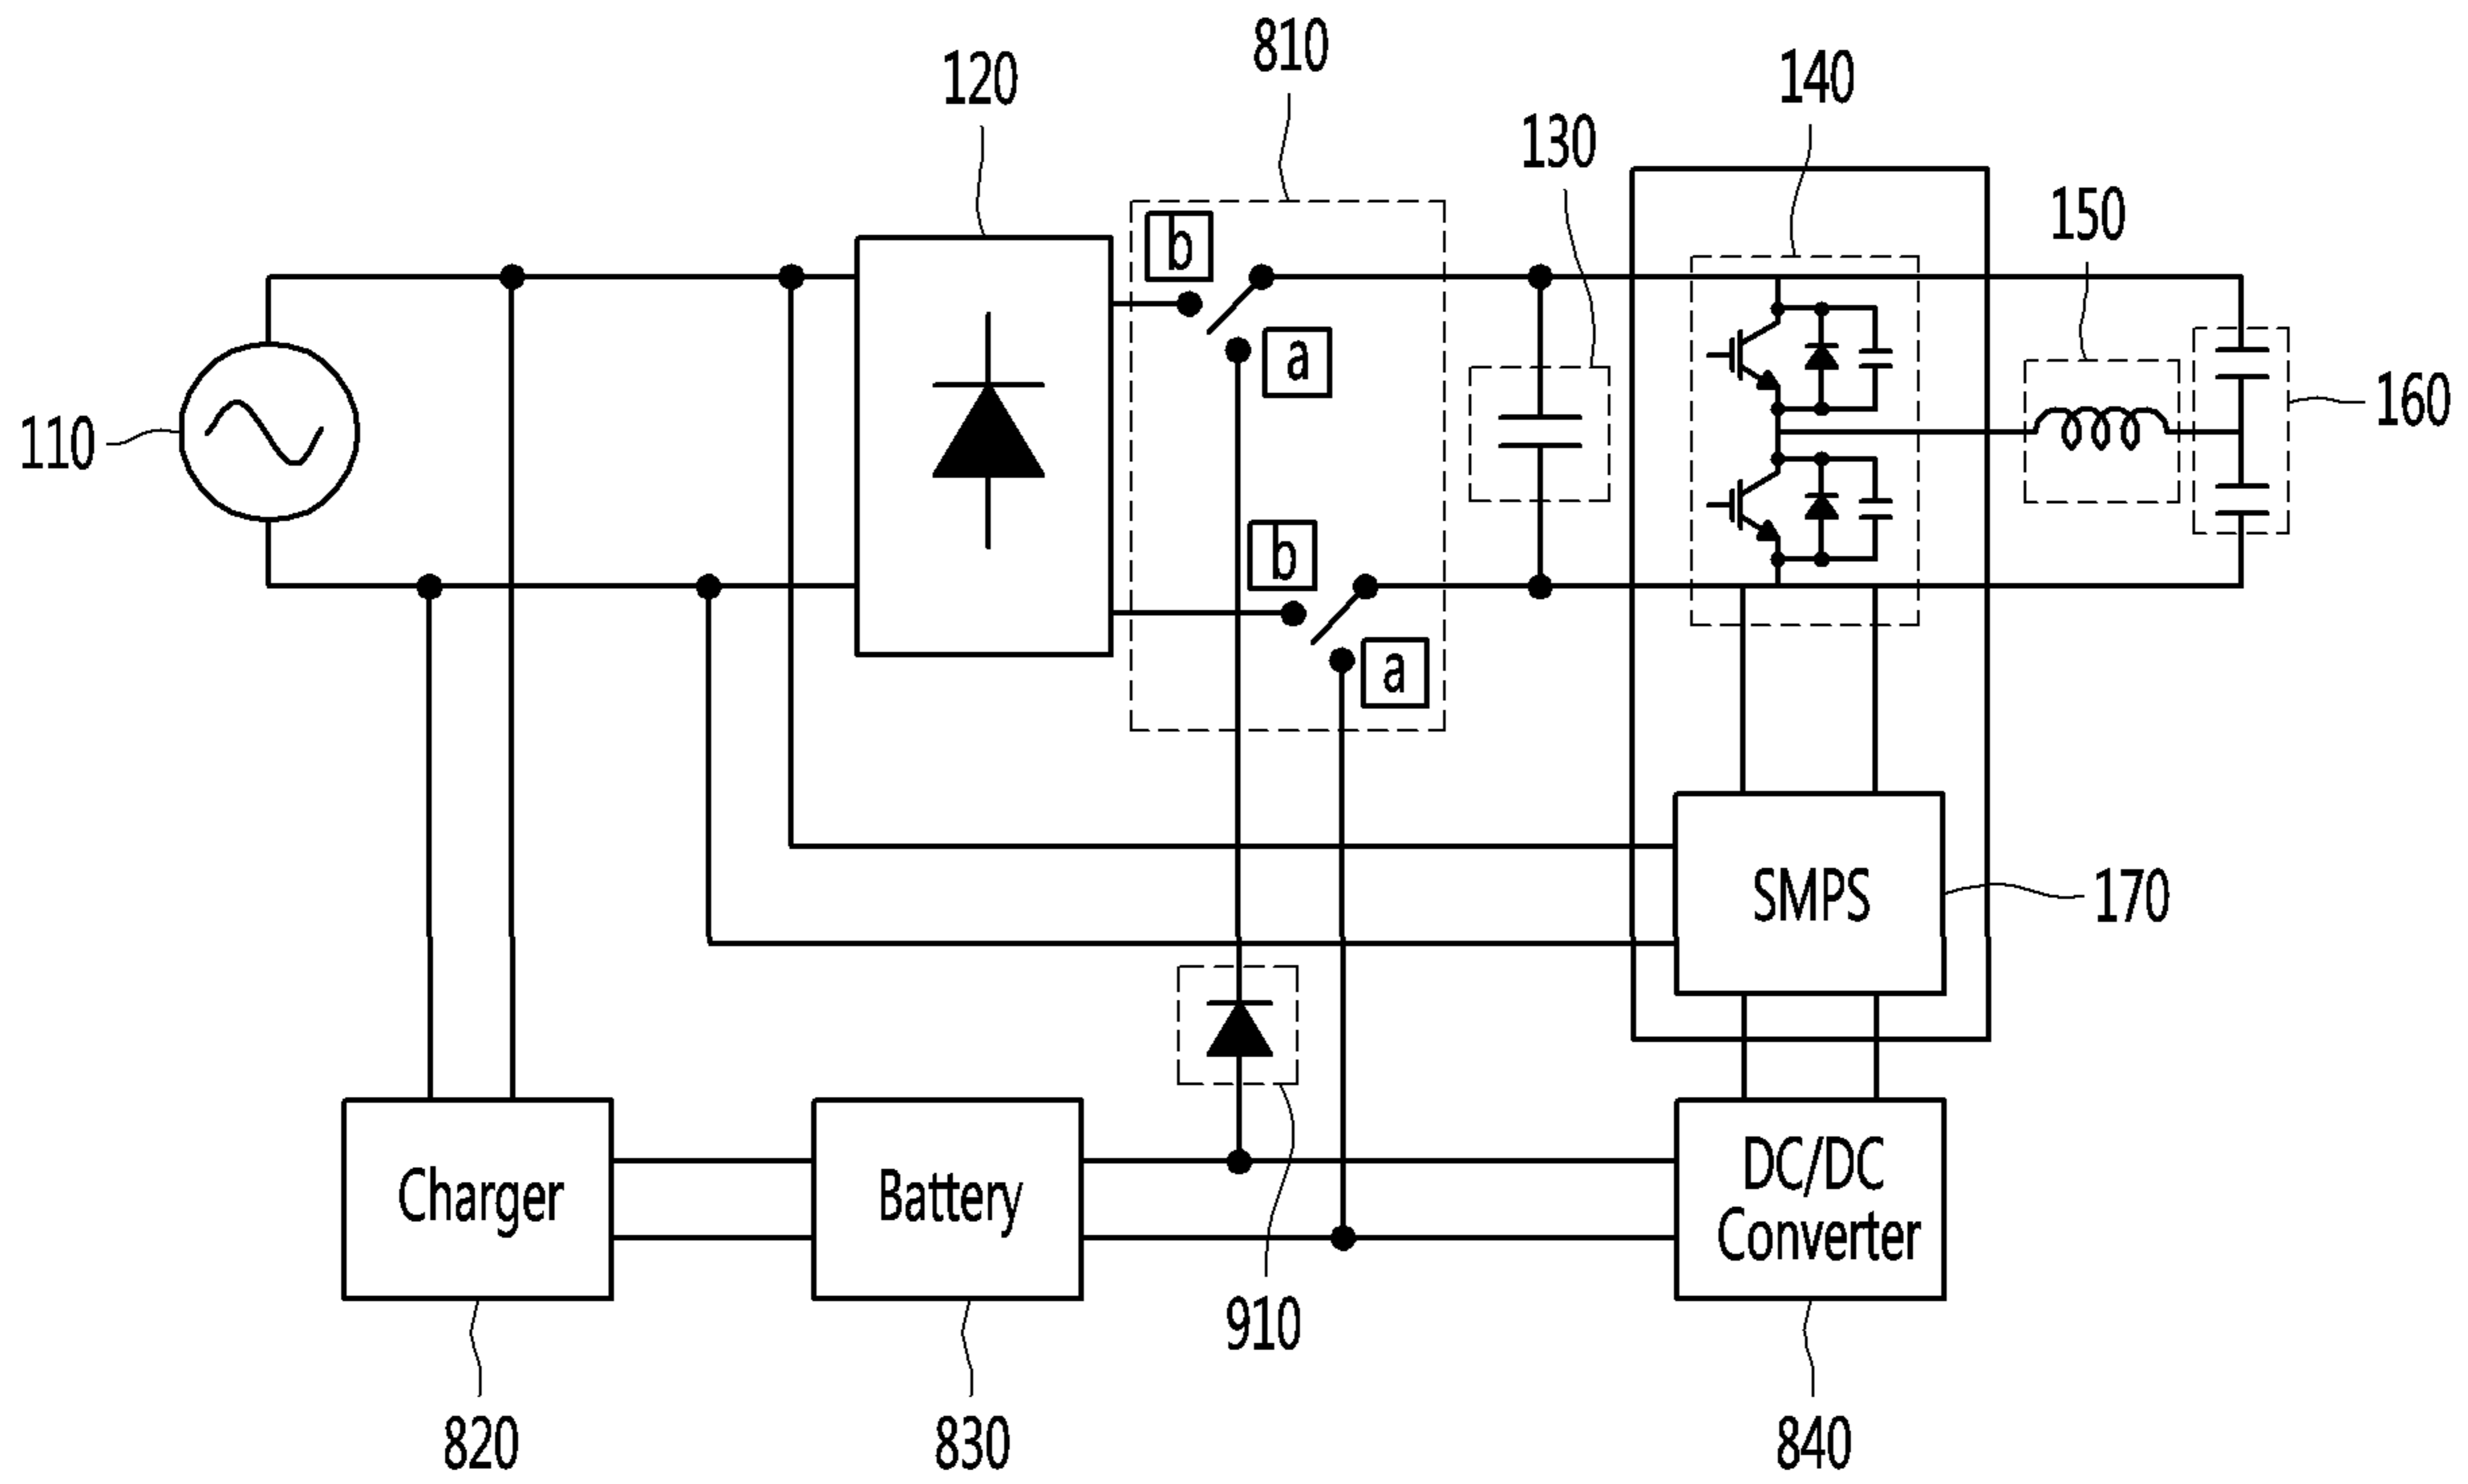 810
120
140
130
150
b
a
160
110
b
a
SMPS
170
Charger
Battery
DC/DC
Converter
910
820
830
840